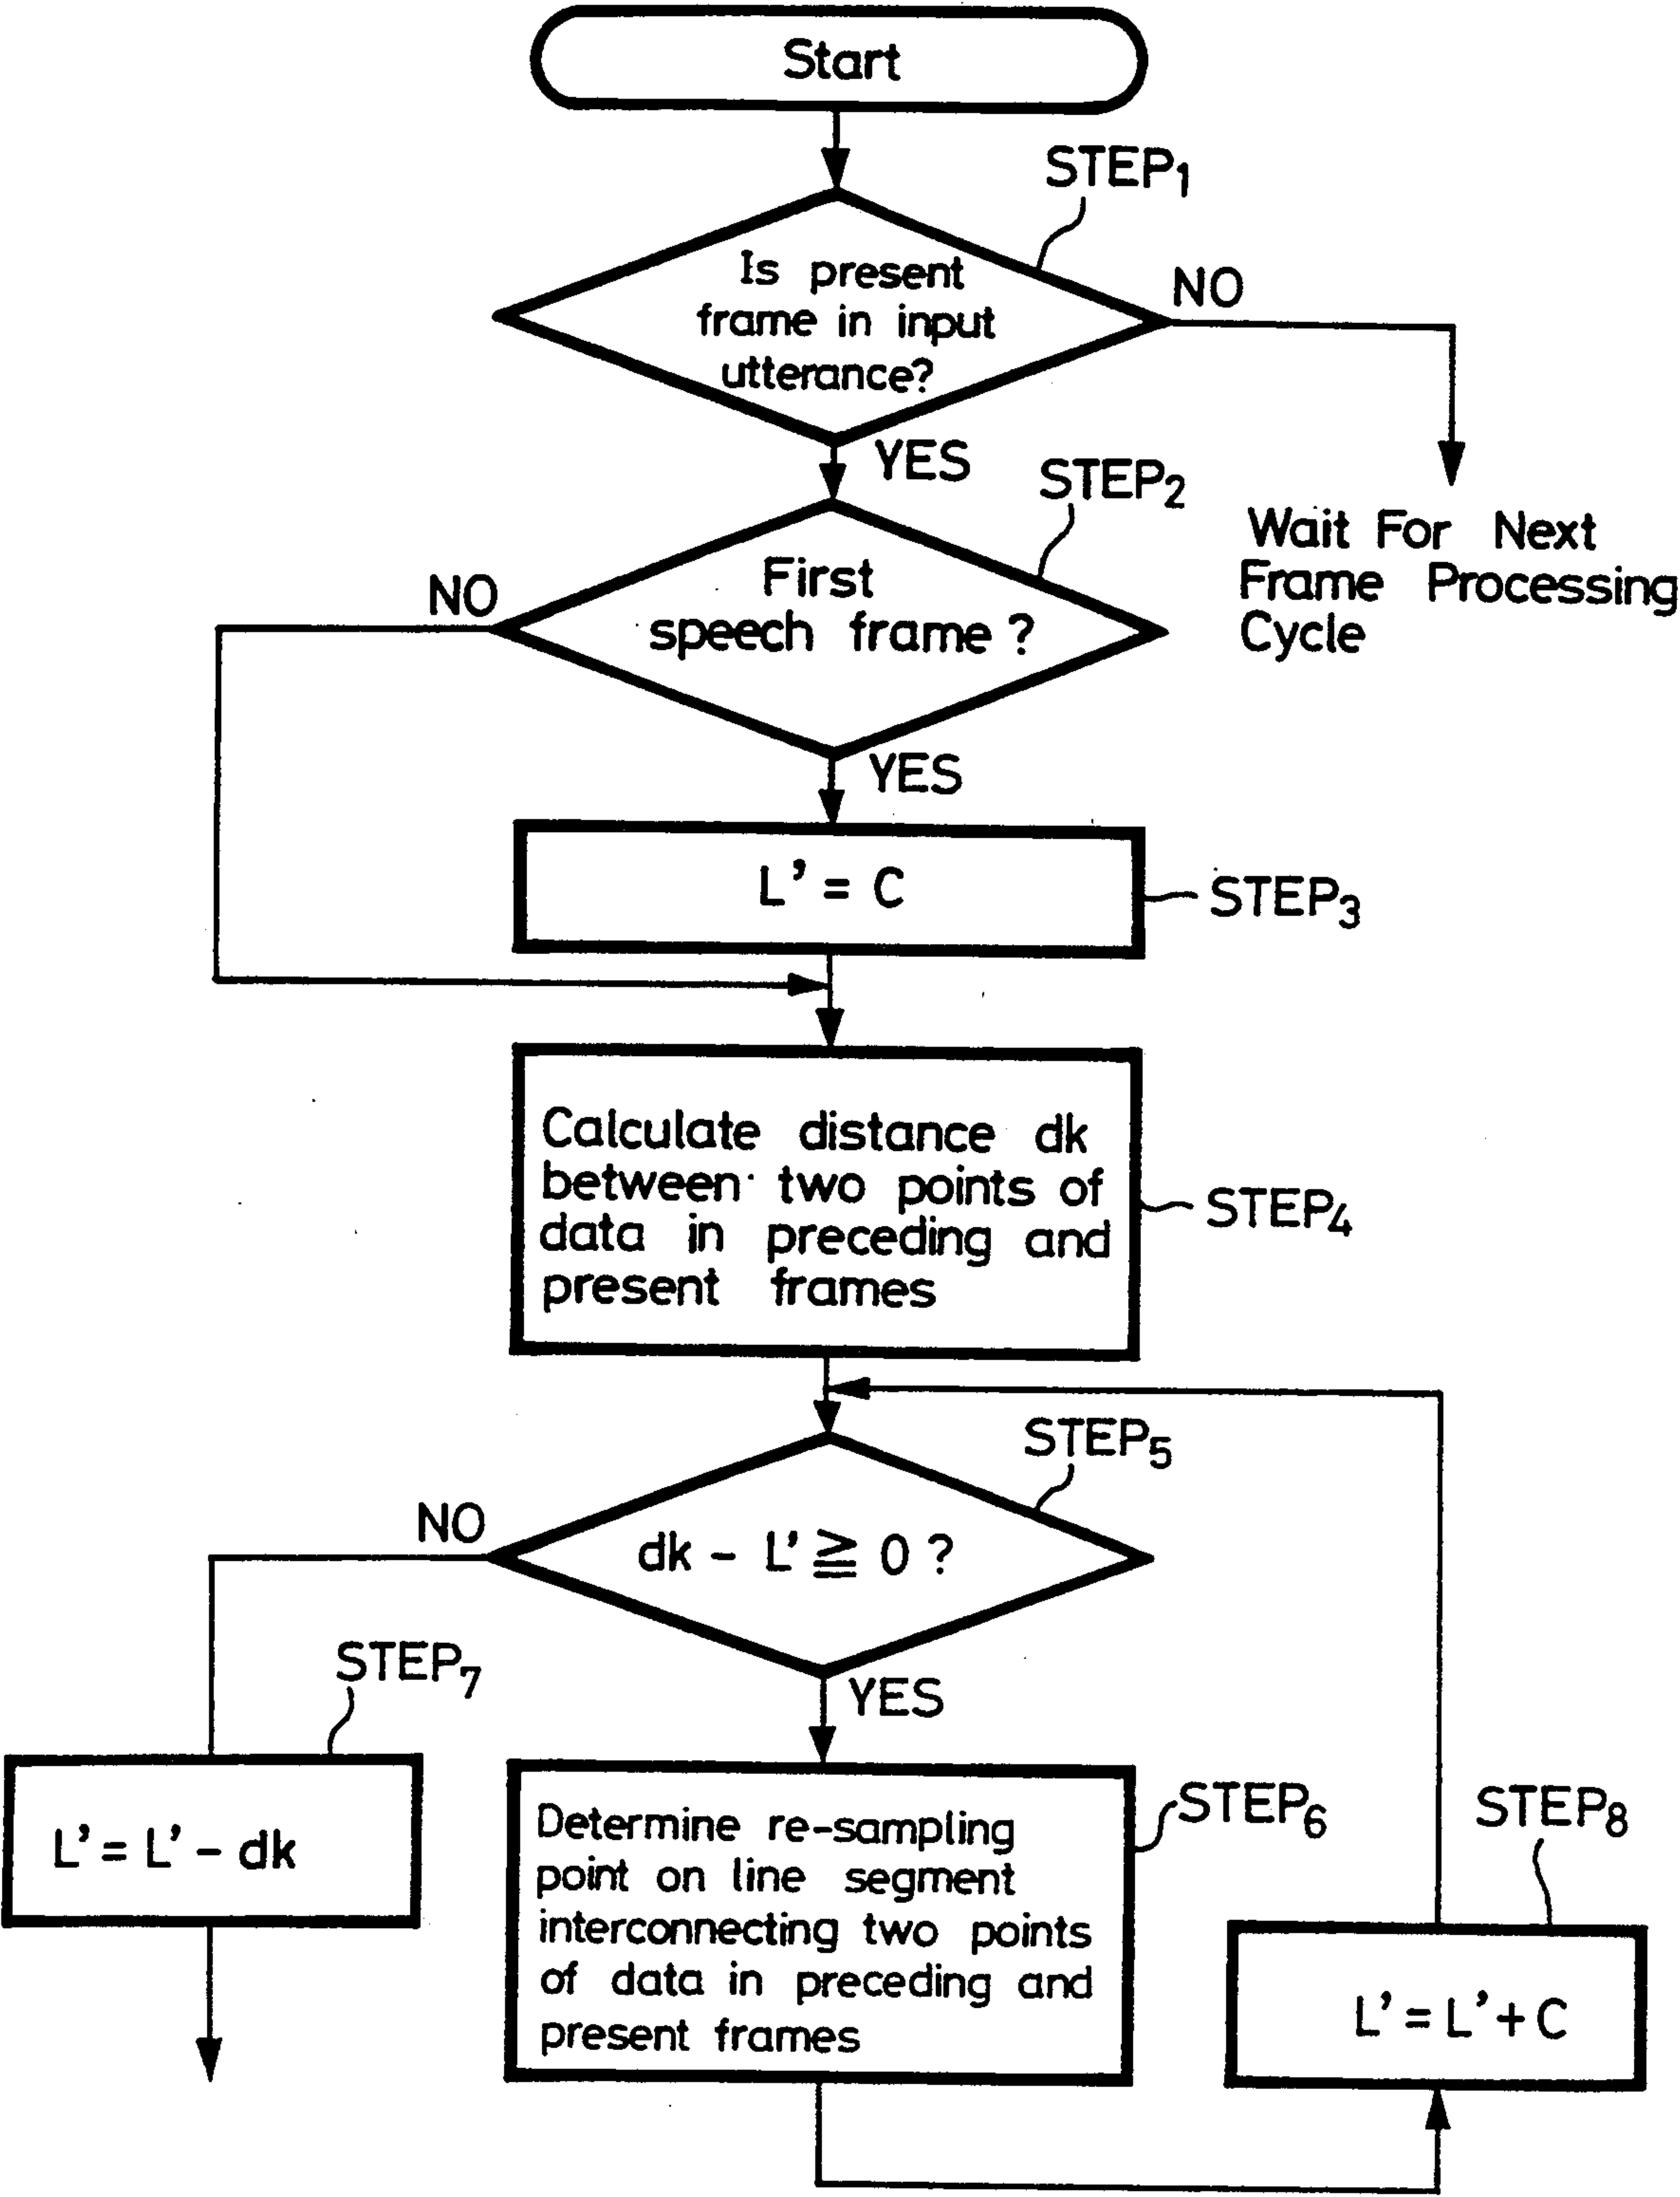 Start
STEP1
Is present
frame in input
utterance?
NO
YES
Wait For Next
Frame Processing
Cycle
STEP2
First
speech frame?
NO
YES
L' = C
STEP3
Calculate distance dk
between two points of
data in preceding and
present frames
STEP4
STEP5
dk - L' ≧ 0?
NO
YES
STEP7
L' = L' - dk
Determine re-sampling
point on line segment
interconnecting two points
of data in preceding and
present frames
STEP6
STEP8
L' = L' + C